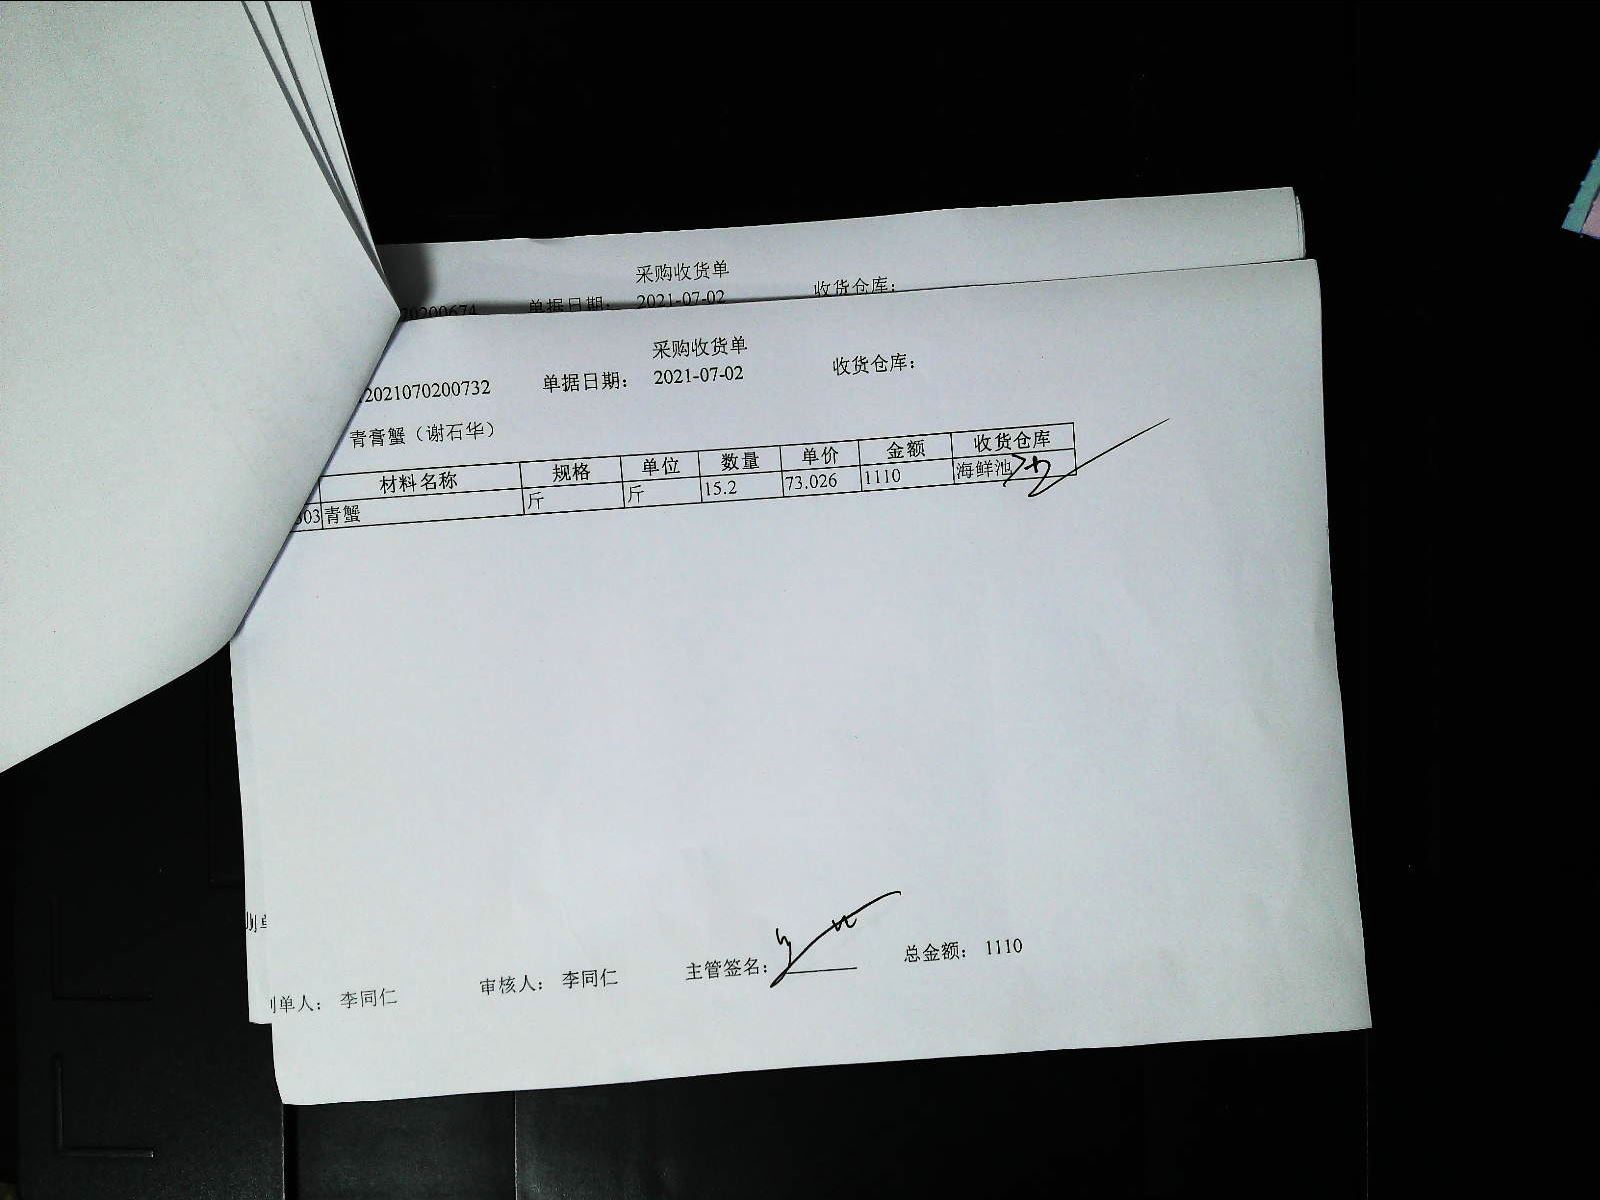 采购收货单
20200674 单据日期： 2021-07-02 收货仓库：
采购收货单
2021070200732 单据日期： 2021-07-02 收货仓库：
青膏蟹（谢石华）
材料名称 规格 单位 数量 单价 金额 收货仓库
03 青蟹 斤 斤 15.2 73.026 1110 海鲜池
单人： 李同仁 审核人： 李同仁 主管签名： 总金额： 1110